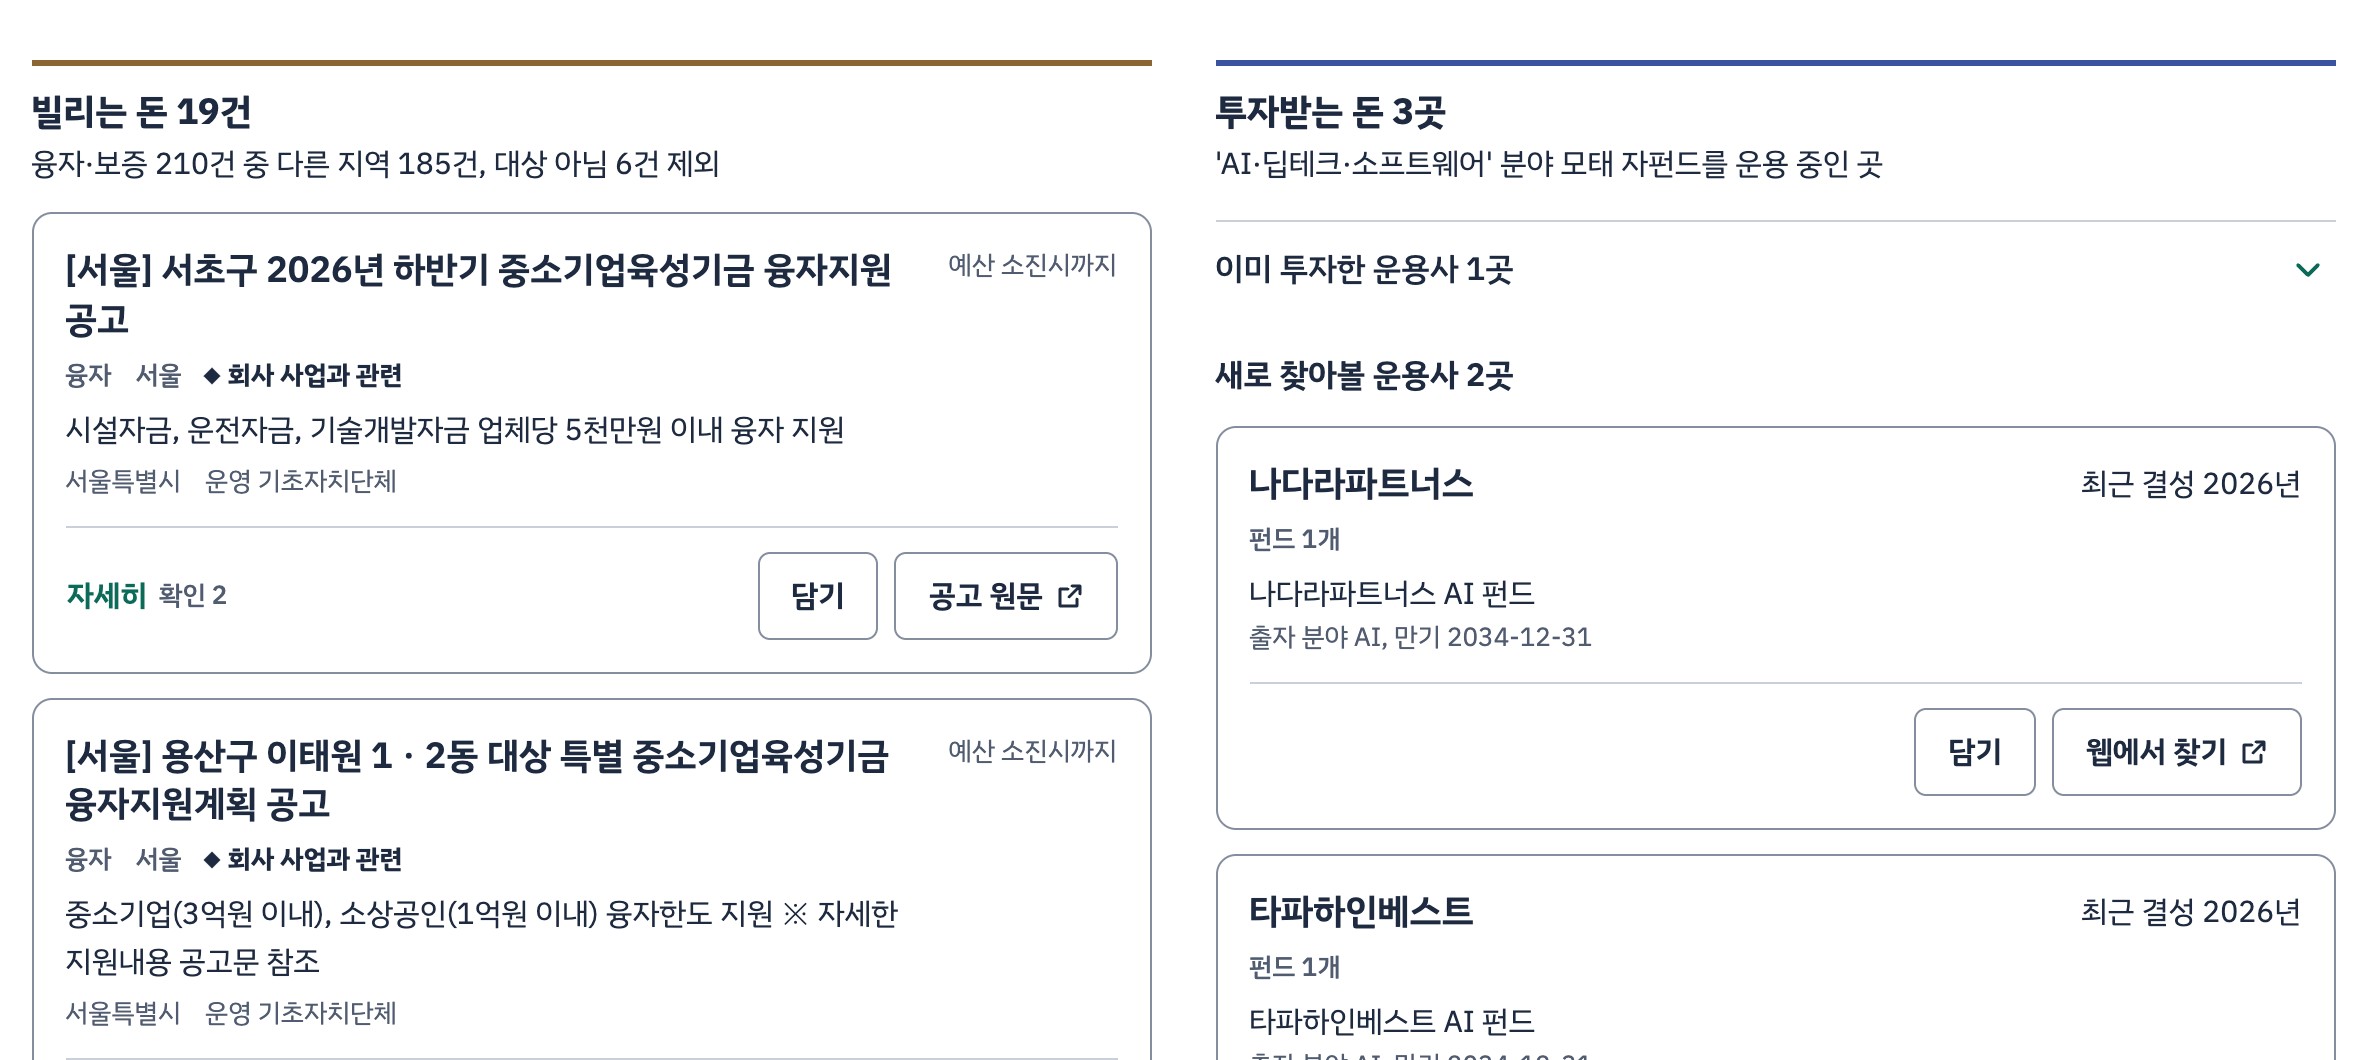 빌리는 돈 19건
융자·보증 210건 중 다른 지역 185건, 대상 아님 6건 제외
[서울] 서초구 2026년 하반기 중소기업육성기금 융자지원
공고
예산 소진시까지
융자 서울 ◆ 회사 사업과 관련
시설자금, 운전자금, 기술개발자금 업체당 5천만원 이내 융자 지원
서울특별시 운영 기초자치단체
자세히 확인 2
담기
공고 원문
[서울] 용산구 이태원 1 · 2동 대상 특별 중소기업육성기금
융자지원계획 공고
예산 소진시까지
융자 서울 ◆ 회사 사업과 관련
중소기업(3억원 이내), 소상공인(1억원 이내) 융자한도 지원 ※ 자세한
지원내용 공고문 참조
서울특별시 운영 기초자치단체
투자받는 돈 3곳
'AI·딥테크·소프트웨어' 분야 모태 자펀드를 운용 중인 곳
이미 투자한 운용사 1곳
새로 찾아볼 운용사 2곳
나다라파트너스
최근 결성 2026년
펀드 1개
나다라파트너스 AI 펀드
출자 분야 AI, 만기 2034-12-31
담기
웹에서 찾기
타파하인베스트
최근 결성 2026년
펀드 1개
타파하인베스트 AI 펀드